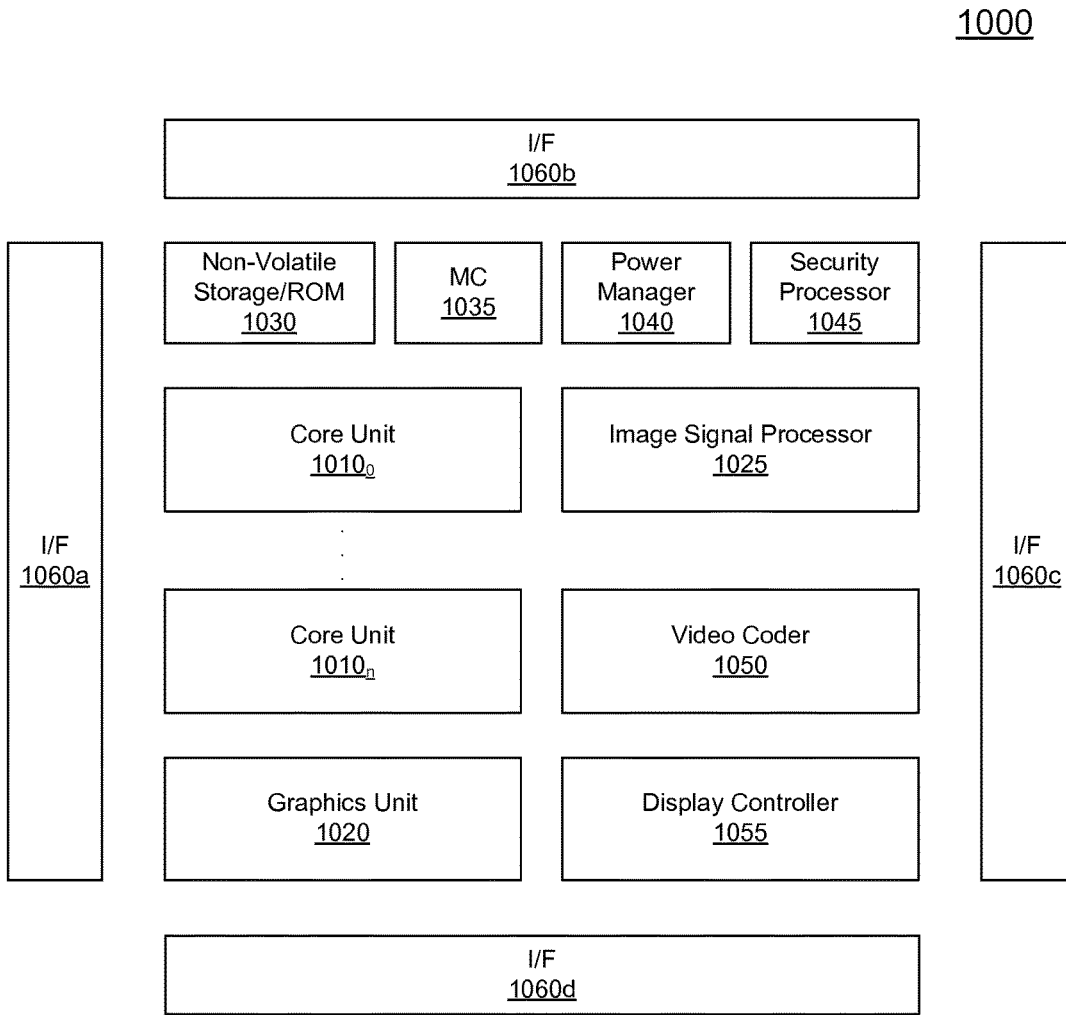 1000
I/F
1060b
Non-Volatile
Storage/ROM
1030
MC
1035
Power
Manager
1040
Security
Processor
1045
Core Unit
1010₀
Image Signal Processor
1025
I/F
1060a
I/F
1060c
Core Unit
1010ₙ
Video Coder
1050
Graphics Unit
1020
Display Controller
1055
I/F
1060d